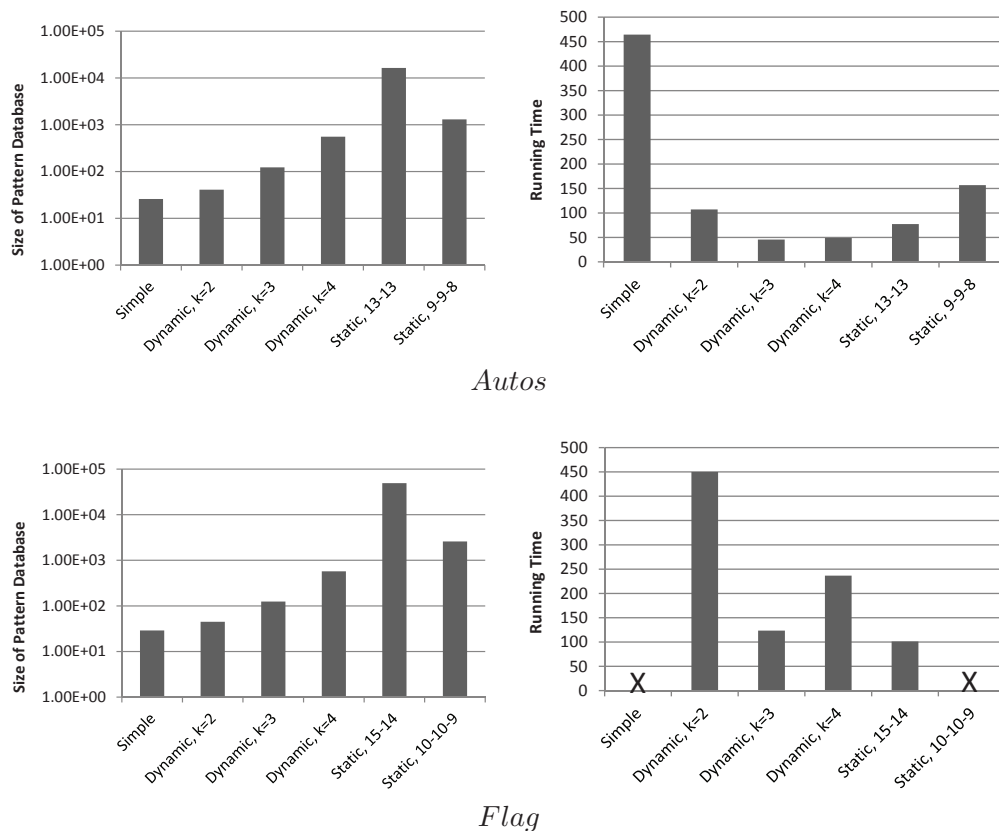 Size of Pattern Database
1.00E+05
1.00E+04
1.00E+03
1.00E+02
1.00E+01
1.00E+00
Simple
Dynamic, k=2
Dynamic, k=3
Dynamic, k=4
Static, 13-13
Static, 9-9-8
Running Time
500
450
400
350
300
250
200
150
100
50
0
Simple
Dynamic, k=2
Dynamic, k=3
Dynamic, k=4
Static, 13-13
Static, 9-9-8
Autos
Size of Pattern Database
1.00E+05
1.00E+04
1.00E+03
1.00E+02
1.00E+01
1.00E+00
Simple
Dynamic, k=2
Dynamic, k=3
Dynamic, k=4
Static, 15-14
Static, 10-10-9
Running Time
500
450
500
350
300
250
200
150
100
50
0
X
X
Simple
Dynamic, k=2
Dynamic, k=3
Dynamic, k=4
Static, 15-14
Static, 10-10-9
Flag